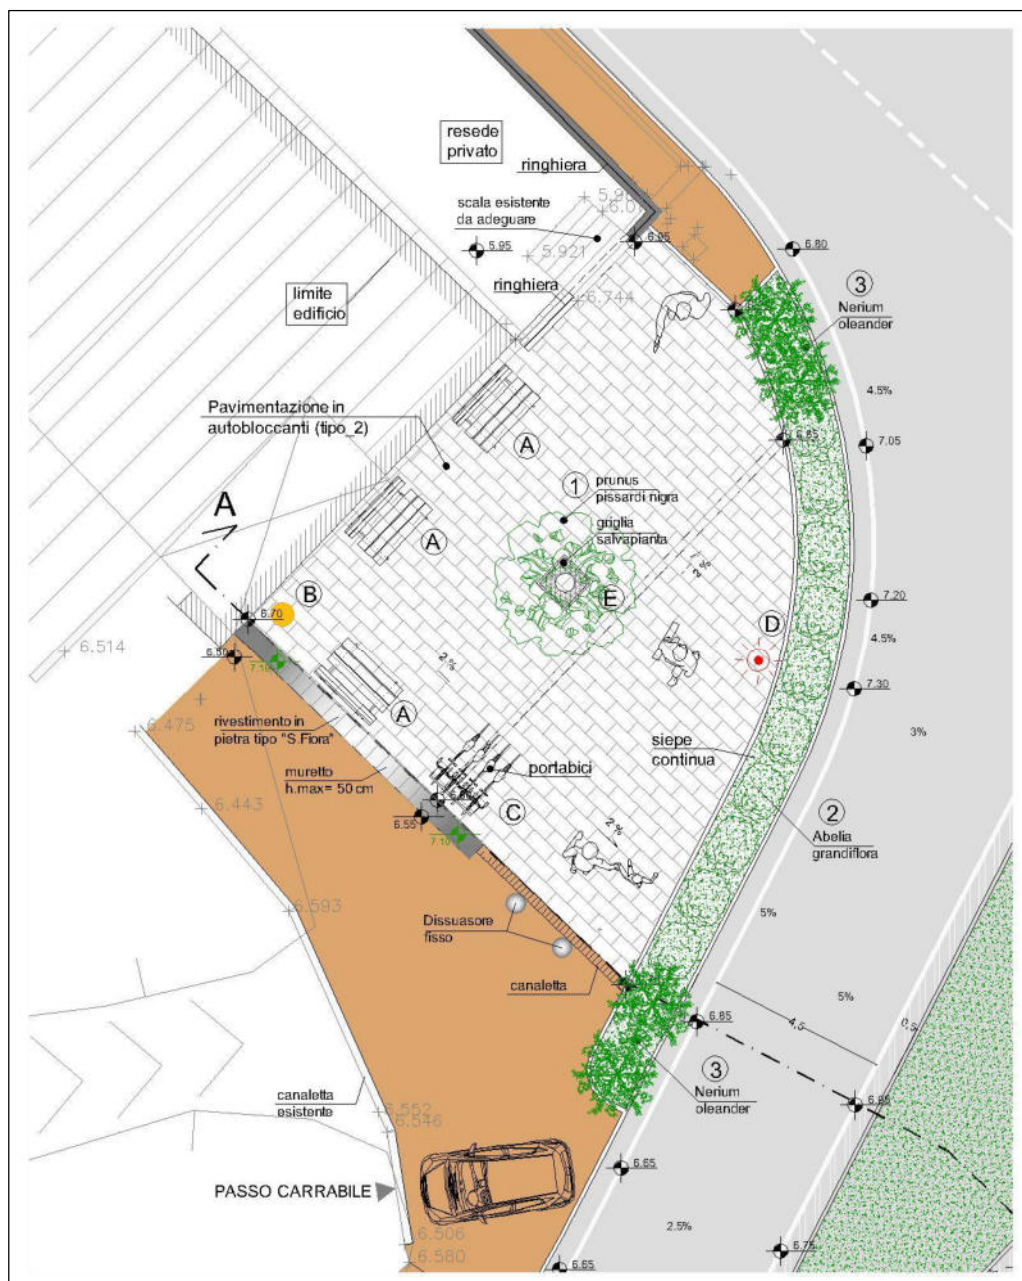 resede
privato
ringhiera
scala esistente
da adeguare
5.95
5.921
6.05
6.80
ringhiera
6.744
limite
edificio
3
Nerium
oleander
4.5%
Pavimentazione in
autobloccanti (tipo_2)
A
6.85
7.05
1
prunus
pissardi nigra
A
A
griglia
salvapianta
2 %
B
E
7.20
6.70
D
4.5%
6.514
6.50
7.10
2 %
7.30
A
6.475
rivestimento in
pietra tipo "S.Fiora"
siepe
continua
3%
muretto
h.max= 50 cm
portabici
6.443
6.55
7.10
C
2 %
2
Abelia
grandiflora
6.593
Dissuasore
fisso
5%
canaletta
5%
4,5
0,5
6.85
3
Nerium
oleander
canaletta
esistente
6.552
6.546
6.65
PASSO CARRABILE
2.5%
6.506
6.580
6.75
6.65